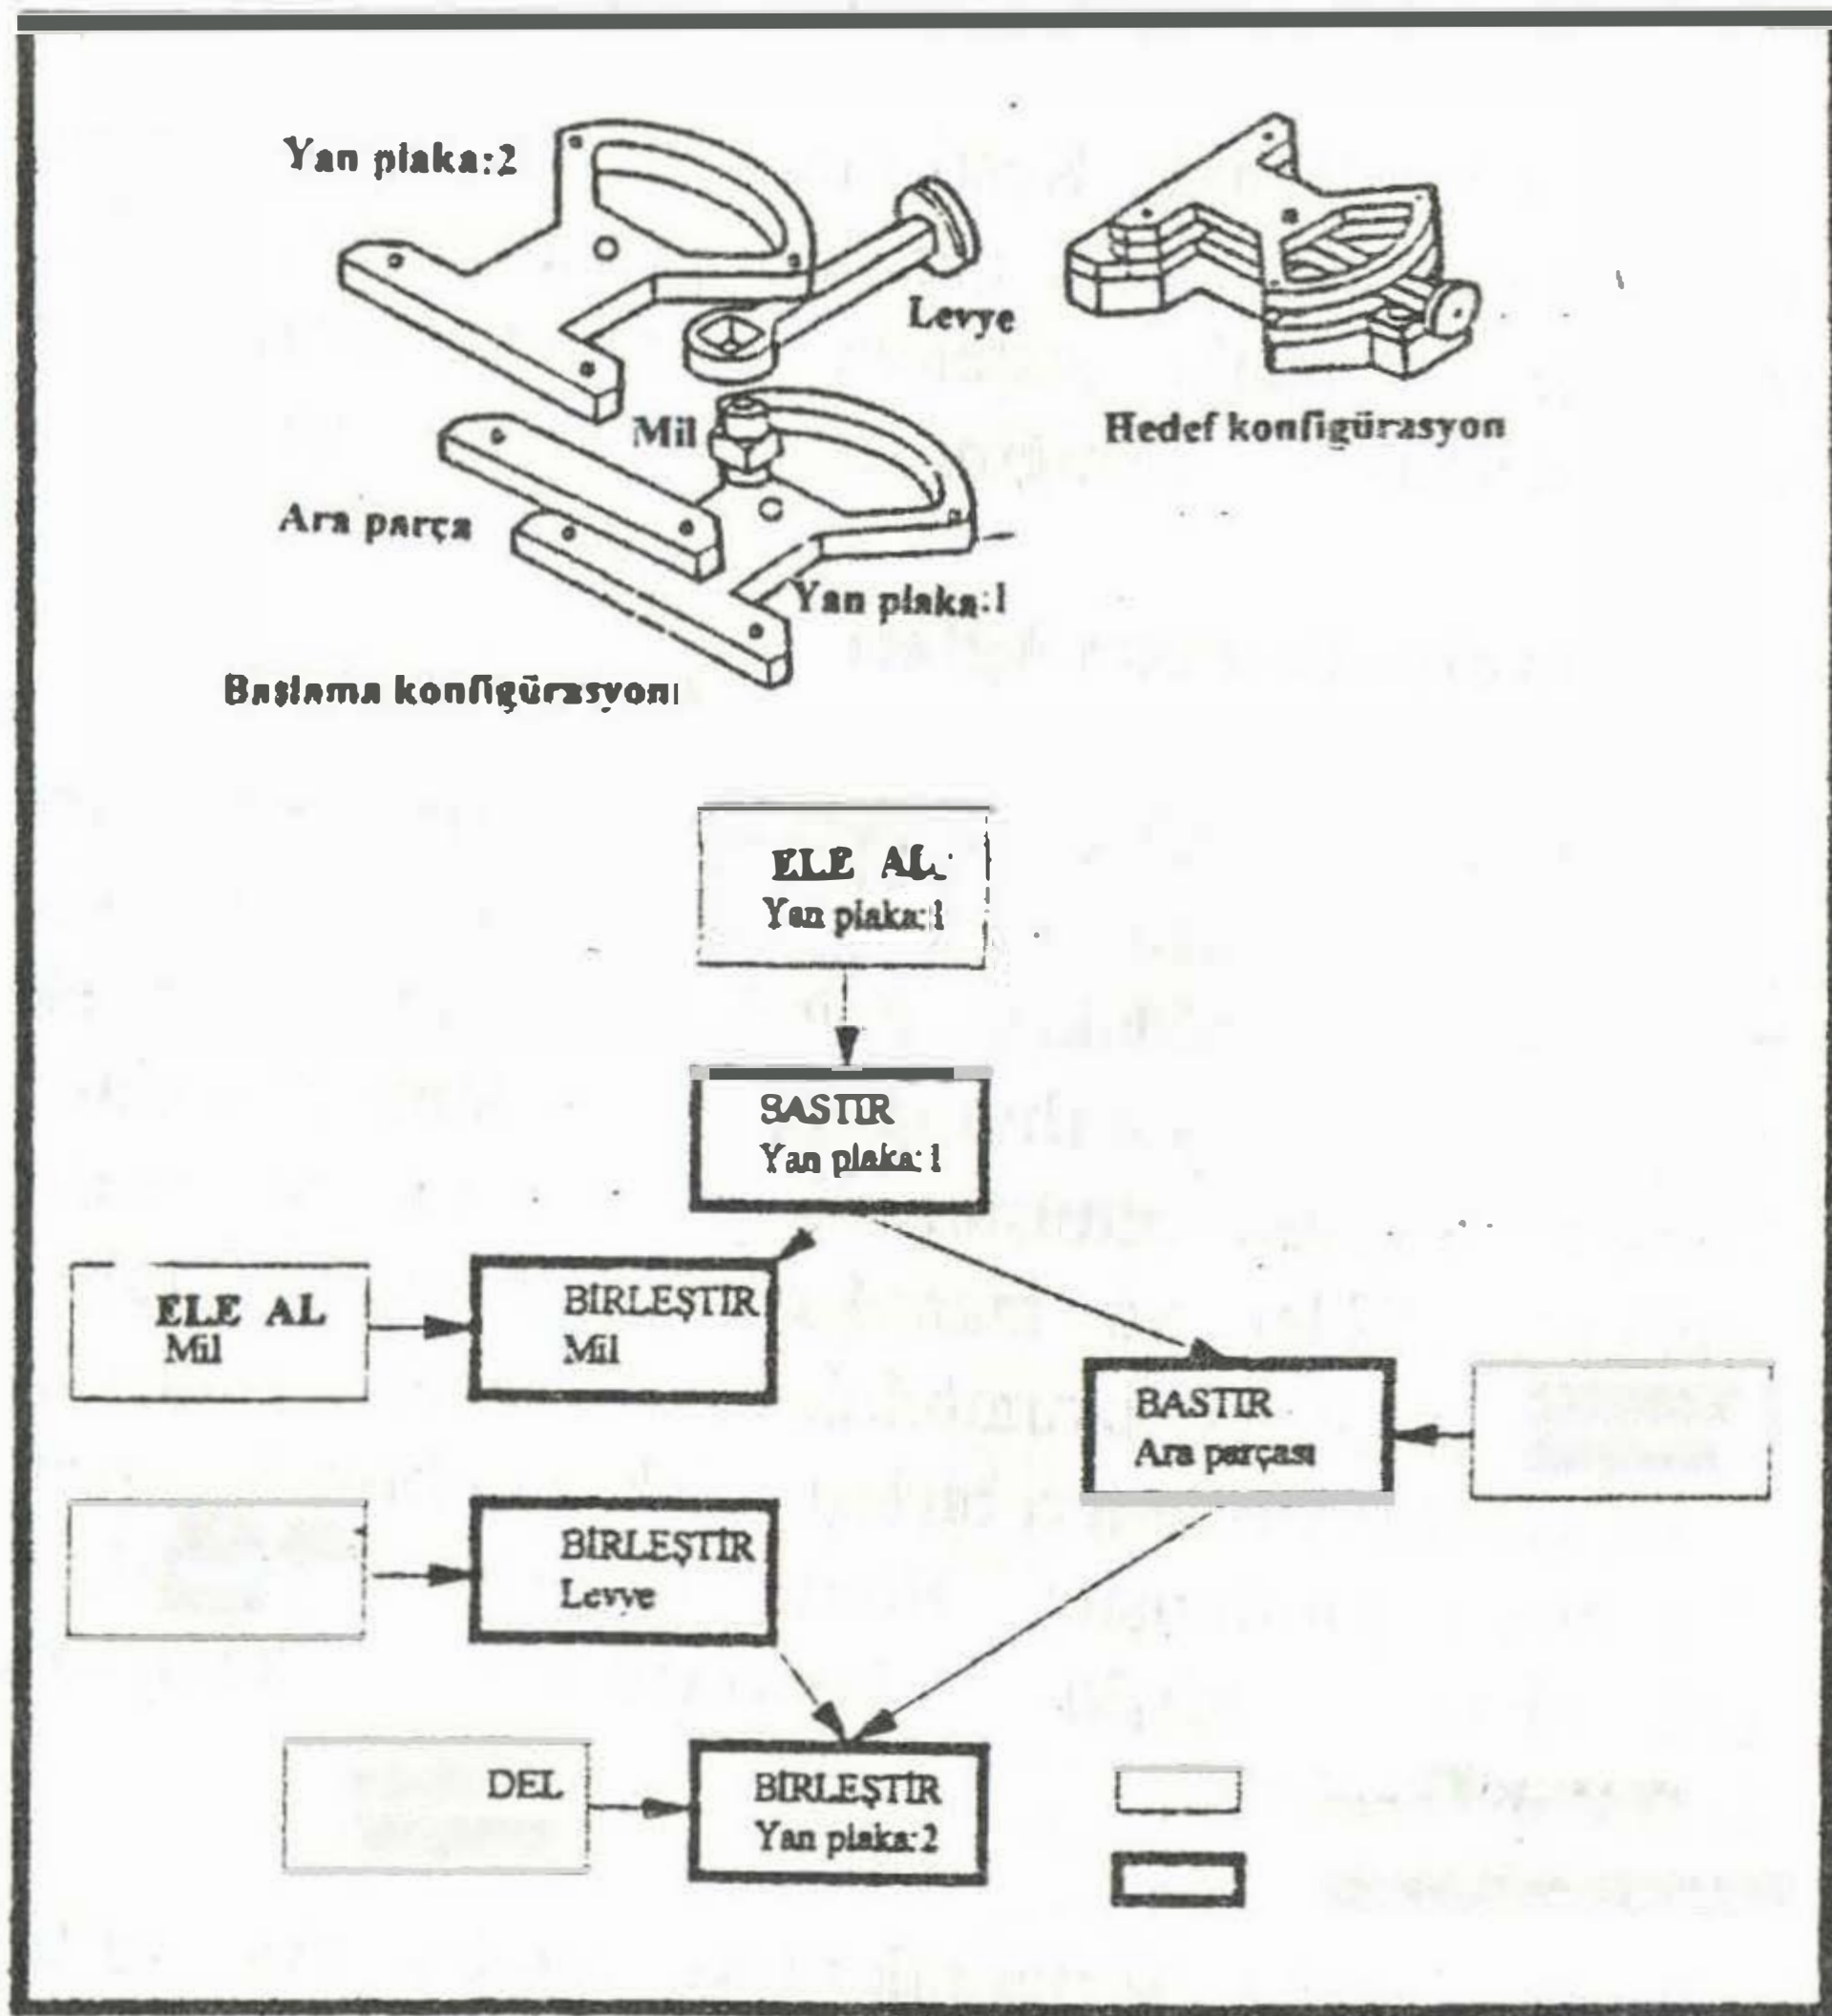 Yan plaka:2
Levye
Mil
Hedef konfigürasyon
Ara parça
Yan plaka:1
Başlama konfigürasyonı
ELE AL
Yan plaka:1
BASTIR
Yan plaka:1
ELE AL
Mil
BİRLEŞTİR
Mil
BASTIR
Ara parçası
BİRLEŞTİR
Levye
DEL
BİRLEŞTİR
Yan plaka:2